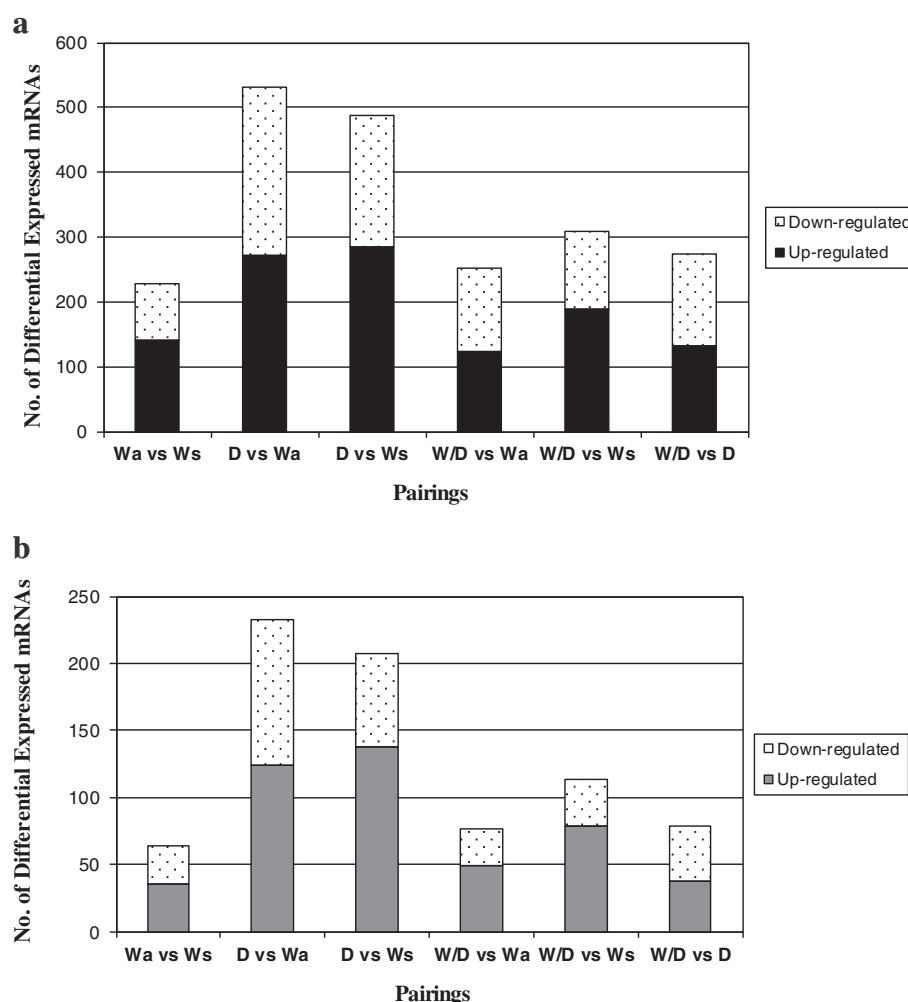 a
No. of Differential Expressed mRNAs
600
500
400
300
200
100
0
Wa vs Ws D vs Wa D vs Ws W/D vs Wa W/D vs Ws W/D vs D
Pairings
Down-regulated
Up-regulated
b
No. of Differential Expressed mRNAs
250
200
150
100
50
0
Wa vs Ws D vs Wa D vs Ws W/D vs Wa W/D vs Ws W/D vs D
Pairings
Down-regulated
Up-regulated